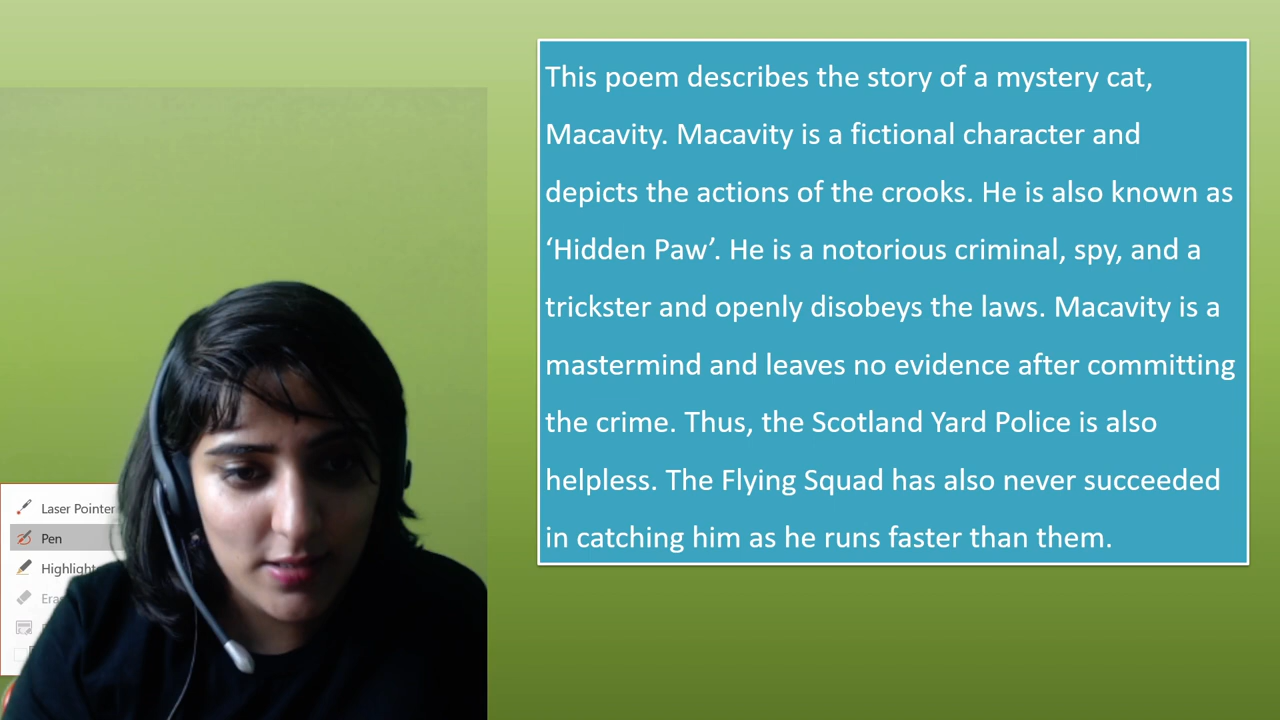 This poem describes the story of a mystery cat,
Macavity. Macavity is a fictional character and
depicts the actions of the crooks. He is also known as
‘Hidden Paw’. He is a notorious criminal, spy, and a
trickster and openly disobeys the laws. Macavity is a
mastermind and leaves no evidence after committing
the crime. Thus, the Scotland Yard Police is also
helpless. The Flying Squad has also never succeeded
in catching him as he runs faster than them.
Laser Pointer
Pen
Highlight